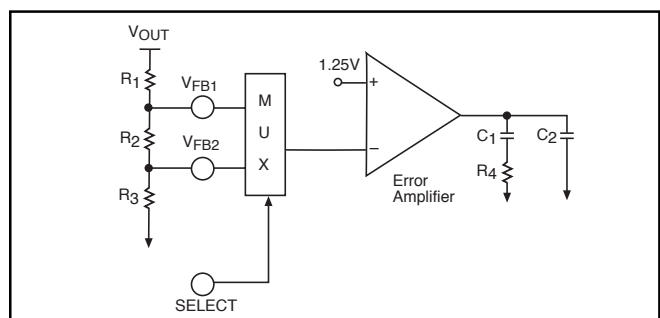 VOUT
R1
VFB1
R2
VFB2
R3
M
U
X
SELECT
1.25V
+
–
Error
Amplifier
C1
R4
C2